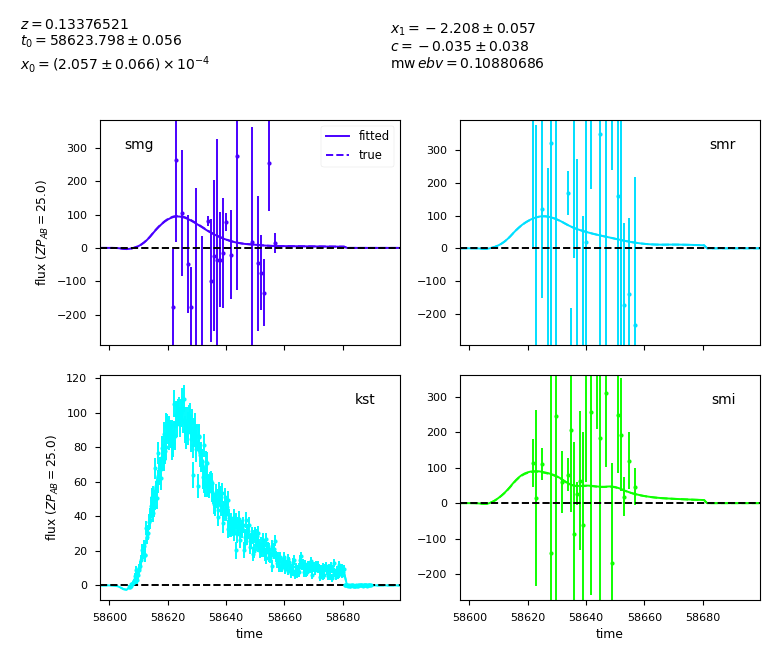 z = 0.13376521
t₀ = 58623.798 ± 0.056
x₀ = (2.057 ± 0.066) × 10⁻⁴
x₁ = −2.208 ± 0.057
c = −0.035 ± 0.038
mw ebv = 0.10880686
smg
fitted
true
300
200
100
0
−100
−200
flux (ZP_AB = 25.0)
smr
300
200
100
0
−100
−200
kst
120
100
80
60
40
20
0
flux (ZP_AB = 25.0)
58600 58620 58640 58660 58680
time
smi
300
200
100
0
−100
−200
58600 58620 58640 58660 58680
time